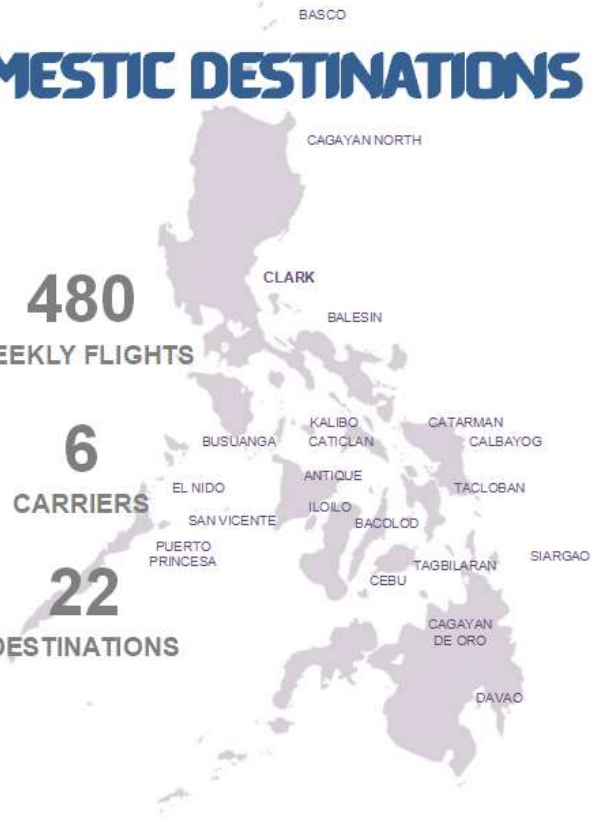 BASCO
MESTIC DESTINATIONS
CAGAYAN NORTH
CLARK
480
BALESIN
EEKLY FLIGHTS
KALIBO
CATARMAN
6
BUSUANGA
CATICLAN
CALBAYOG
ANTIQUE
EL NIDO
TACLOBAN
CARRIERS
ILOILO
SAN VICENTE
BACOLOD
PUERTO
PRINCESA
SIARGAO
TAGBILARAN
CEBU
22
CAGAYAN
DE ORO
DESTINATIONS
DAVAO